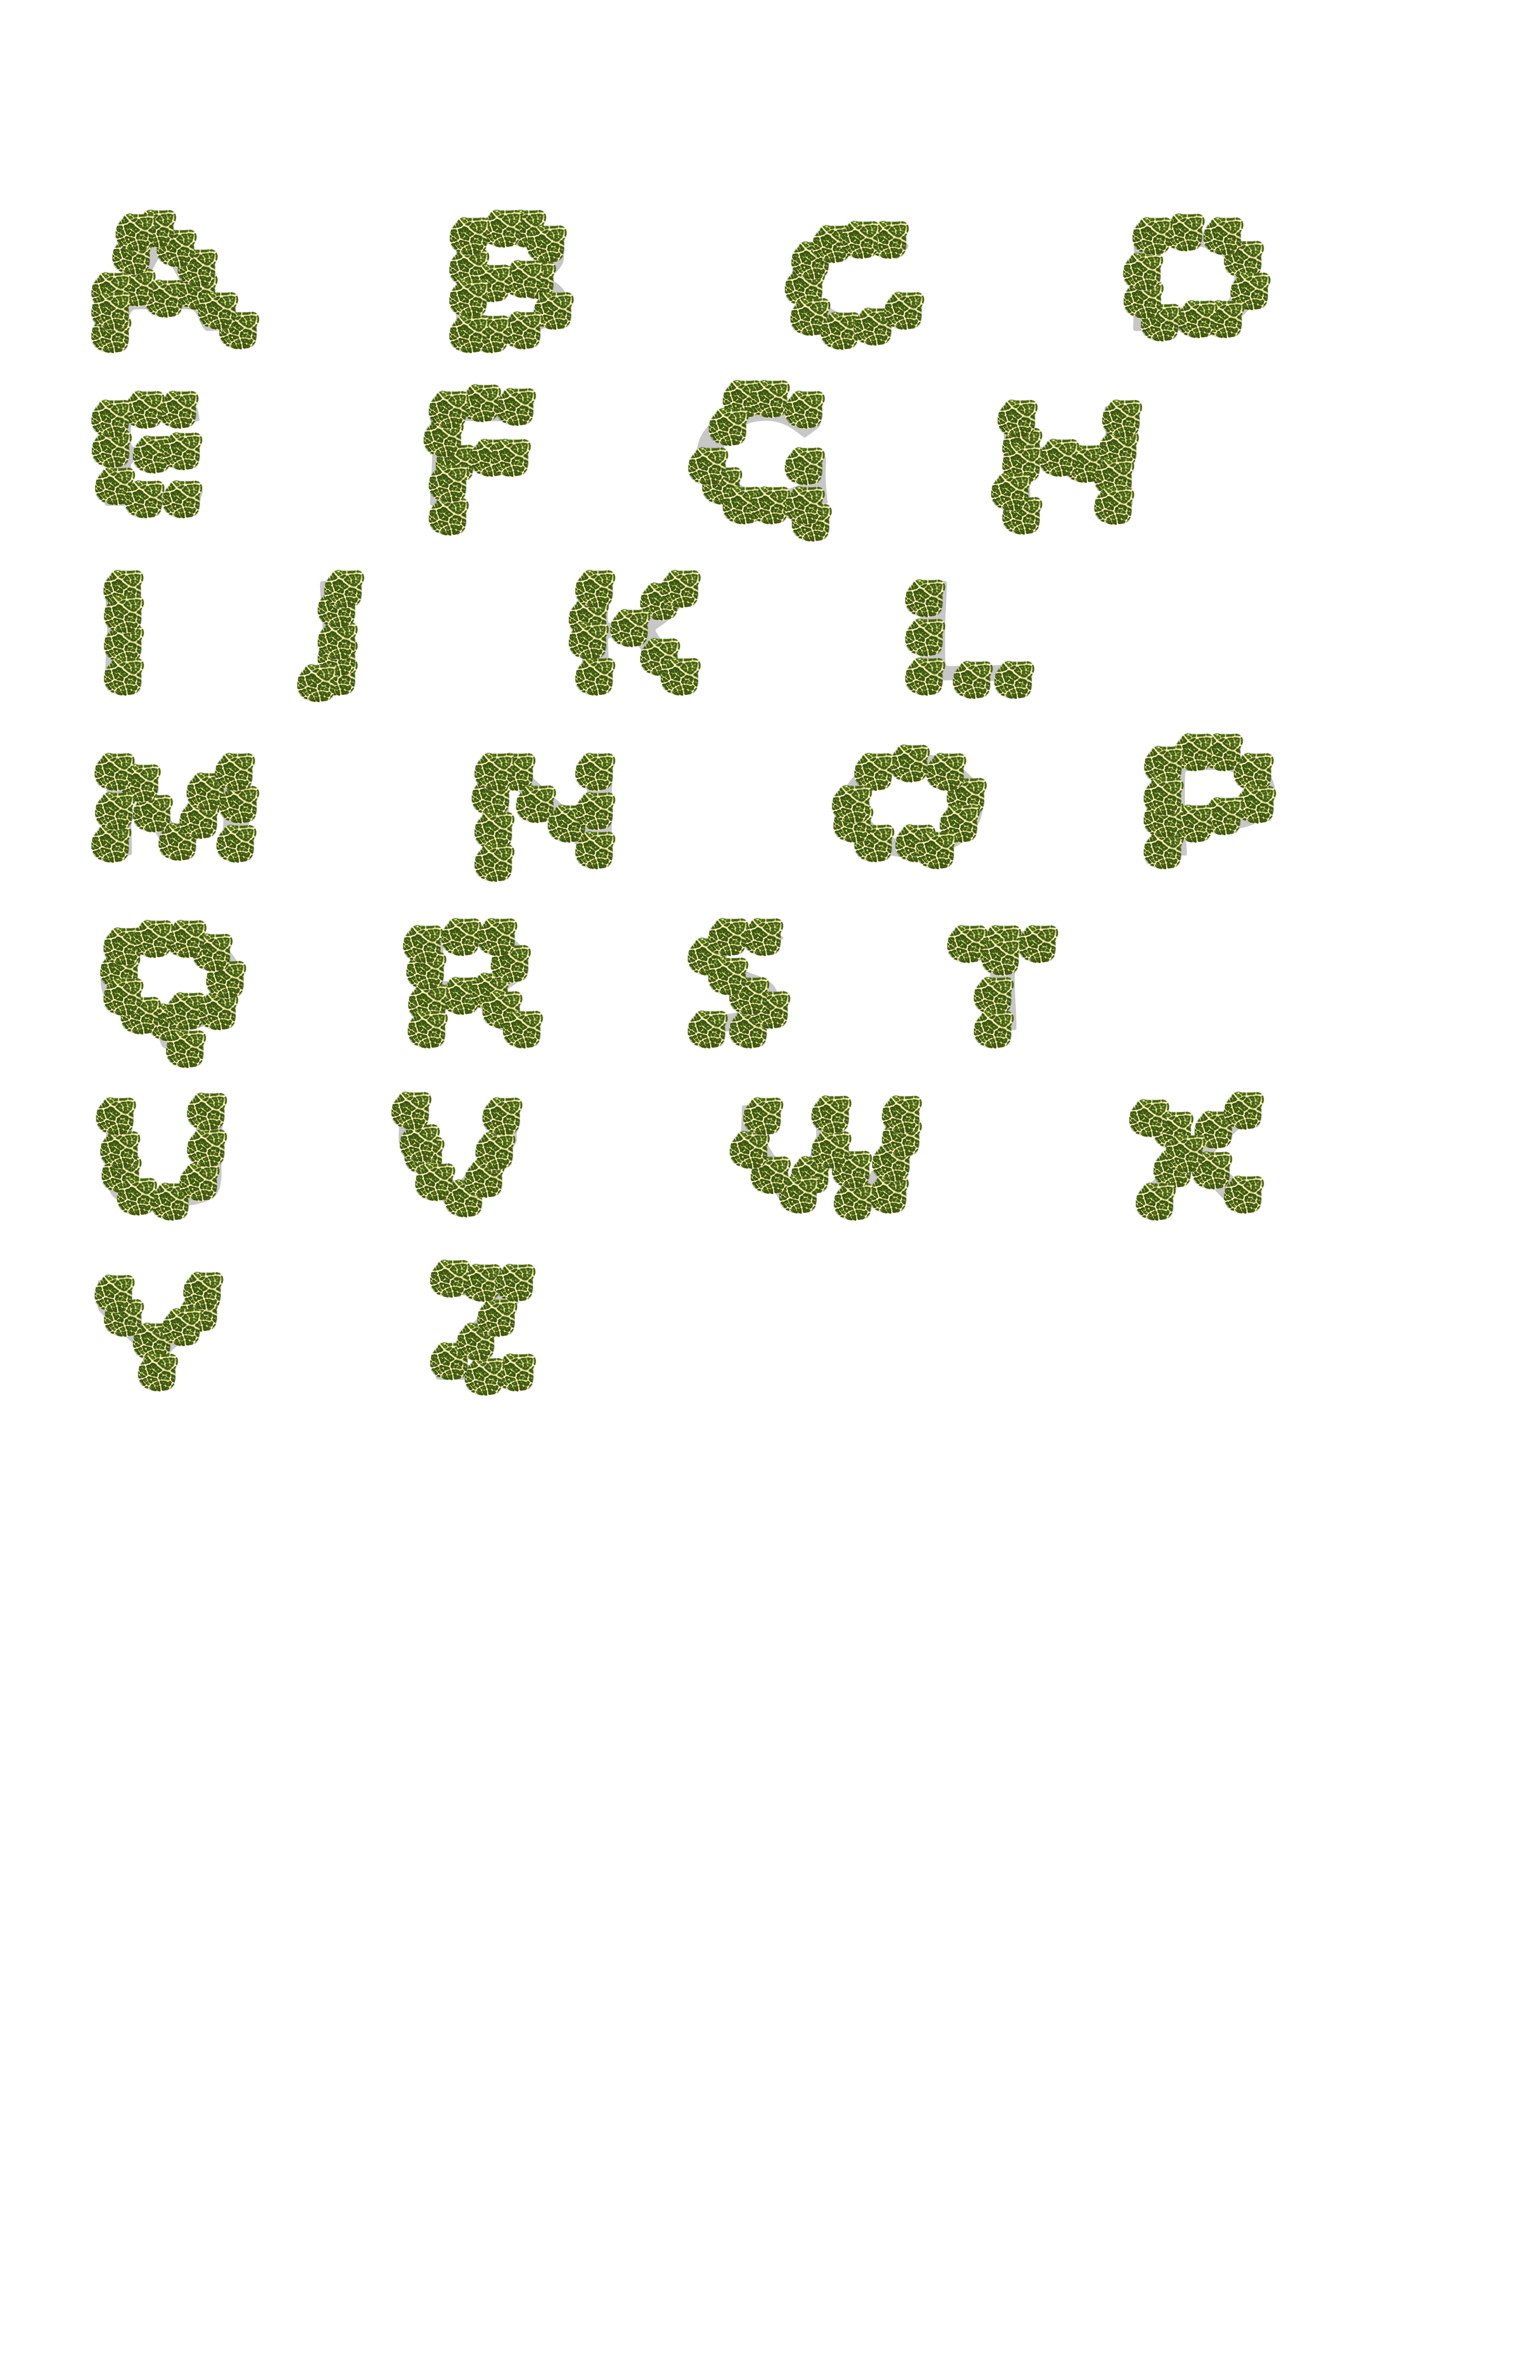 A B C D
E F G H
I J K L
M N O P
Q R S T
U V W X
Y Z